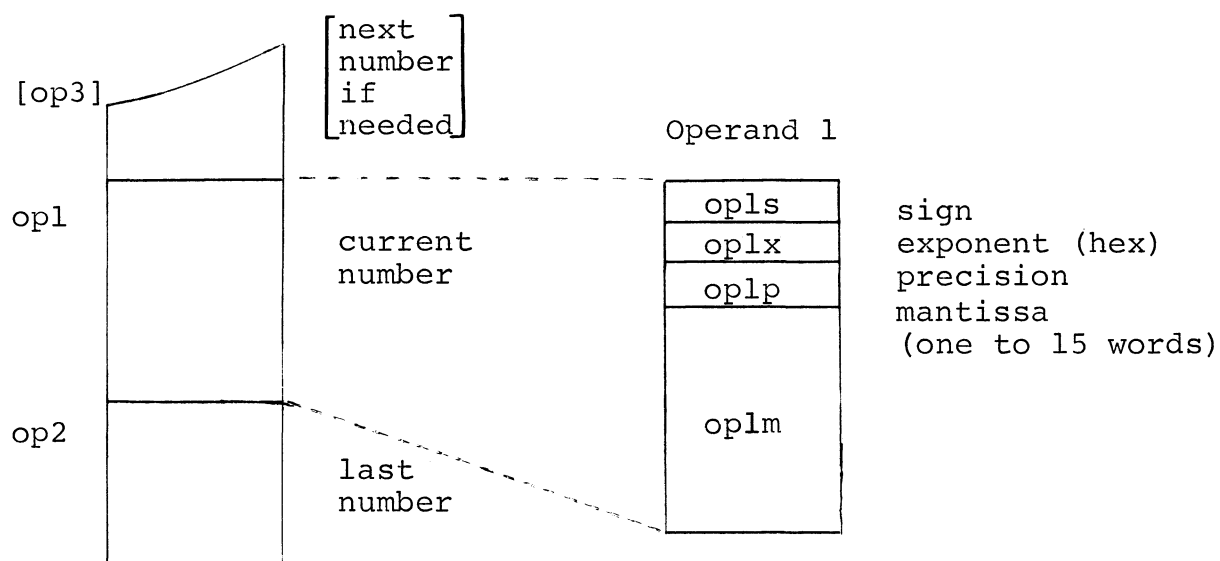 [next
number
if
needed]
[op3]
Operand 1
op1
current
number
op1s
op1x
op1p
op1m
sign
exponent (hex)
precision
mantissa
(one to 15 words)
op2
last
number